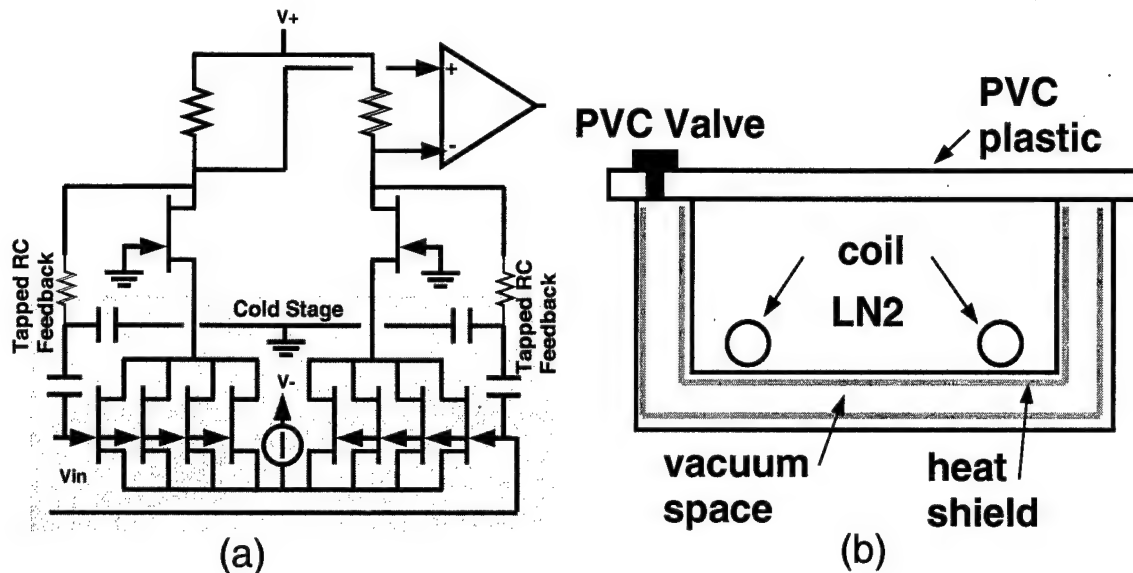 V+
+
-
Tapped RC
Feedback
Cold Stage
Tapped RC
Feedback
V-
Vin
(a)
PVC Valve
PVC
plastic
coil
LN2
vacuum
space
heat
shield
(b)